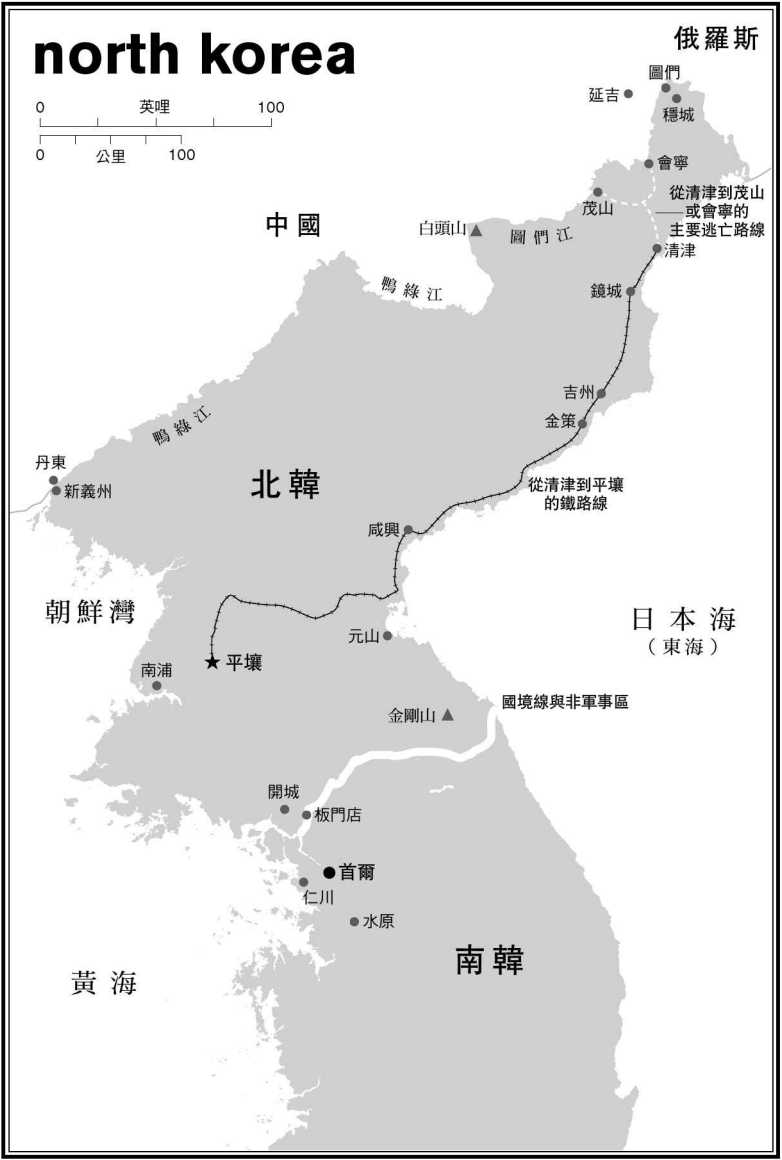 north korea
俄羅斯
0 英哩 100
0 公里 100
圖們
延吉
穩城
會寧
茂山
從清津到茂山
或會寧的
主要逃亡路線
中國
白頭山
圖們江
清津
鴨綠江
鏡城
吉州
金策
鴨綠江
丹東
新義州
北韓
從清津到平壤
的鐵路線
咸興
朝鮮灣
日本海
(東海)
元山
平壤
南浦
國境線與非軍事區
金剛山
開城
板門店
首爾
仁川
水原
南韓
黃海